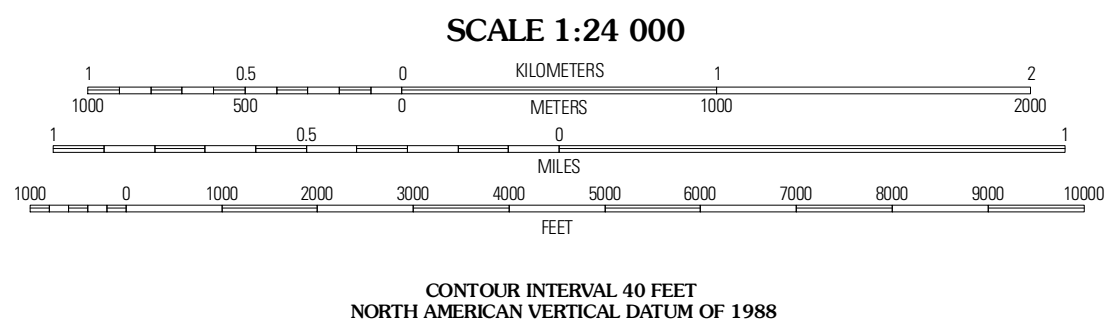 SCALE 1:24 000
1 0.5 0 KILOMETERS 1 2
1000 500 0 METERS 1000 2000
1 0.5 0 1
MILES
1000 0 1000 2000 3000 4000 5000 6000 7000 8000 9000 10000
FEET
CONTOUR INTERVAL 40 FEET
NORTH AMERICAN VERTICAL DATUM OF 1988